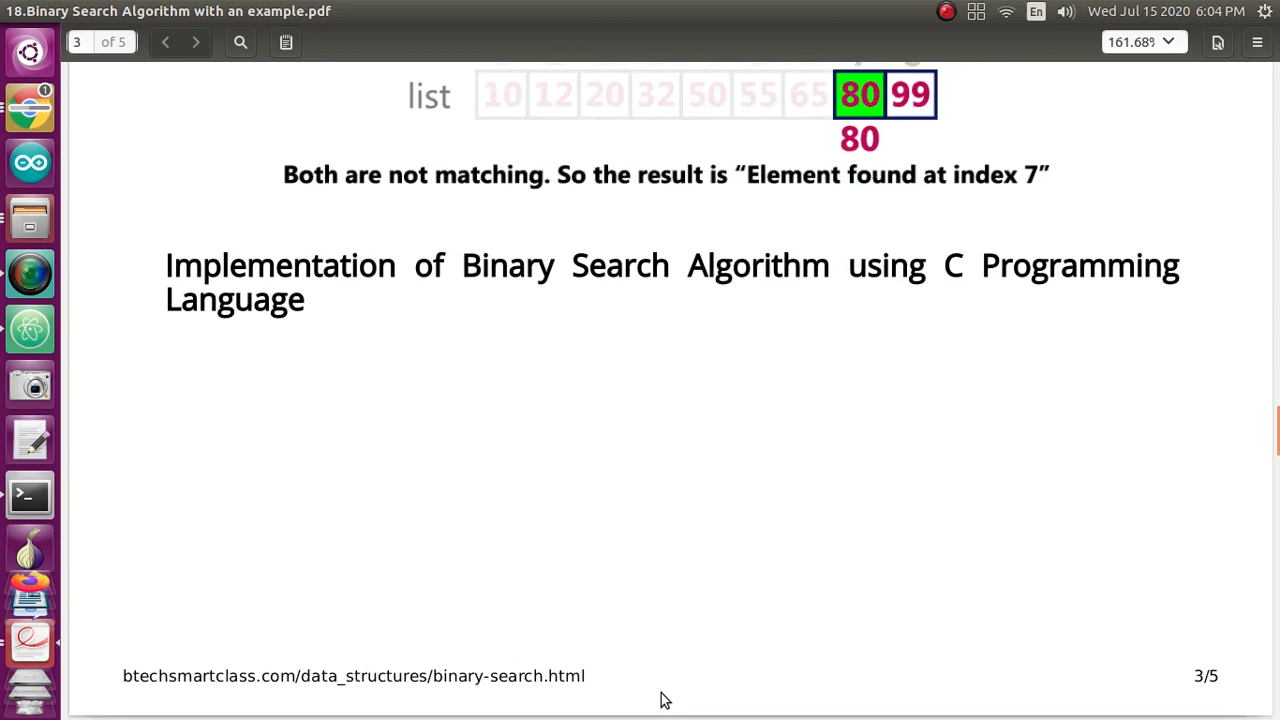 18.Binary Search Algorithm with an example.pdf
En
Wed Jul 15 2020 6:04 PM
3 of 5
161.68%
1
list 10 12 20 32 50 55 65 80 99
80
Both are not matching. So the result is “Element found at index 7”
Implementation of Binary Search Algorithm using C Programming
Language
btechsmartclass.com/data_structures/binary-search.html
3/5